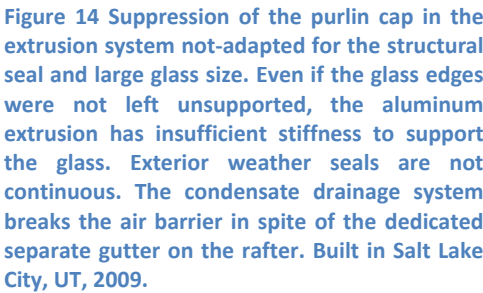 Figure 14 Suppression of the purlin cap in the
extrusion system not-adapted for the structural
seal and large glass size. Even if the glass edges
were not left unsupported, the aluminum
extrusion has insufficient stiffness to support
the glass. Exterior weather seals are not
continuous. The condensate drainage system
breaks the air barrier in spite of the dedicated
separate gutter on the rafter. Built in Salt Lake
City, UT, 2009.